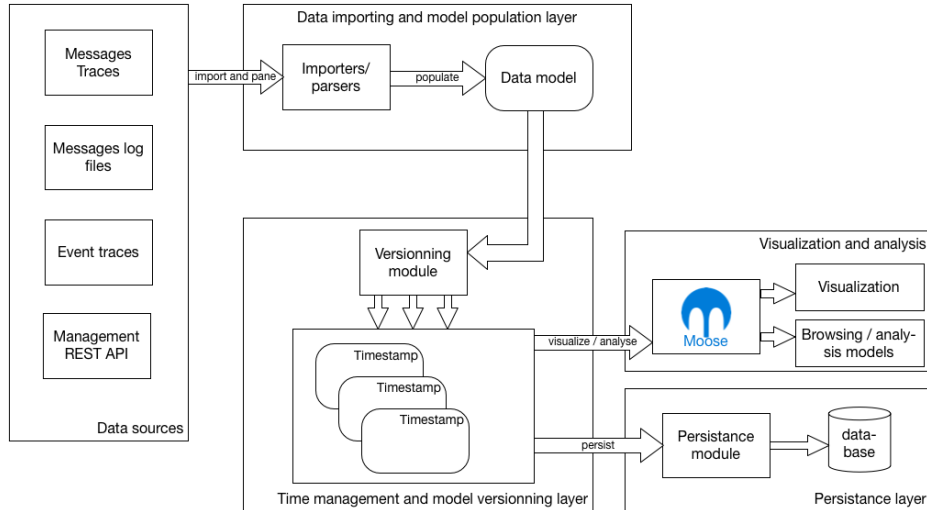 Messages
Traces
Messages log
files
Event traces
Management
REST API
Data sources
import and pane
Data importing and model population layer
Importers/
parsers
populate
Data model
Versionning
module
Timestamp
Timestamp
Timestamp
Time management and model versionning layer
visualize / analyse
Visualization and analysis
Moose
Visualization
Browsing / analy-
sis models
persist
Persistance
module
data-
base
Persistance layer